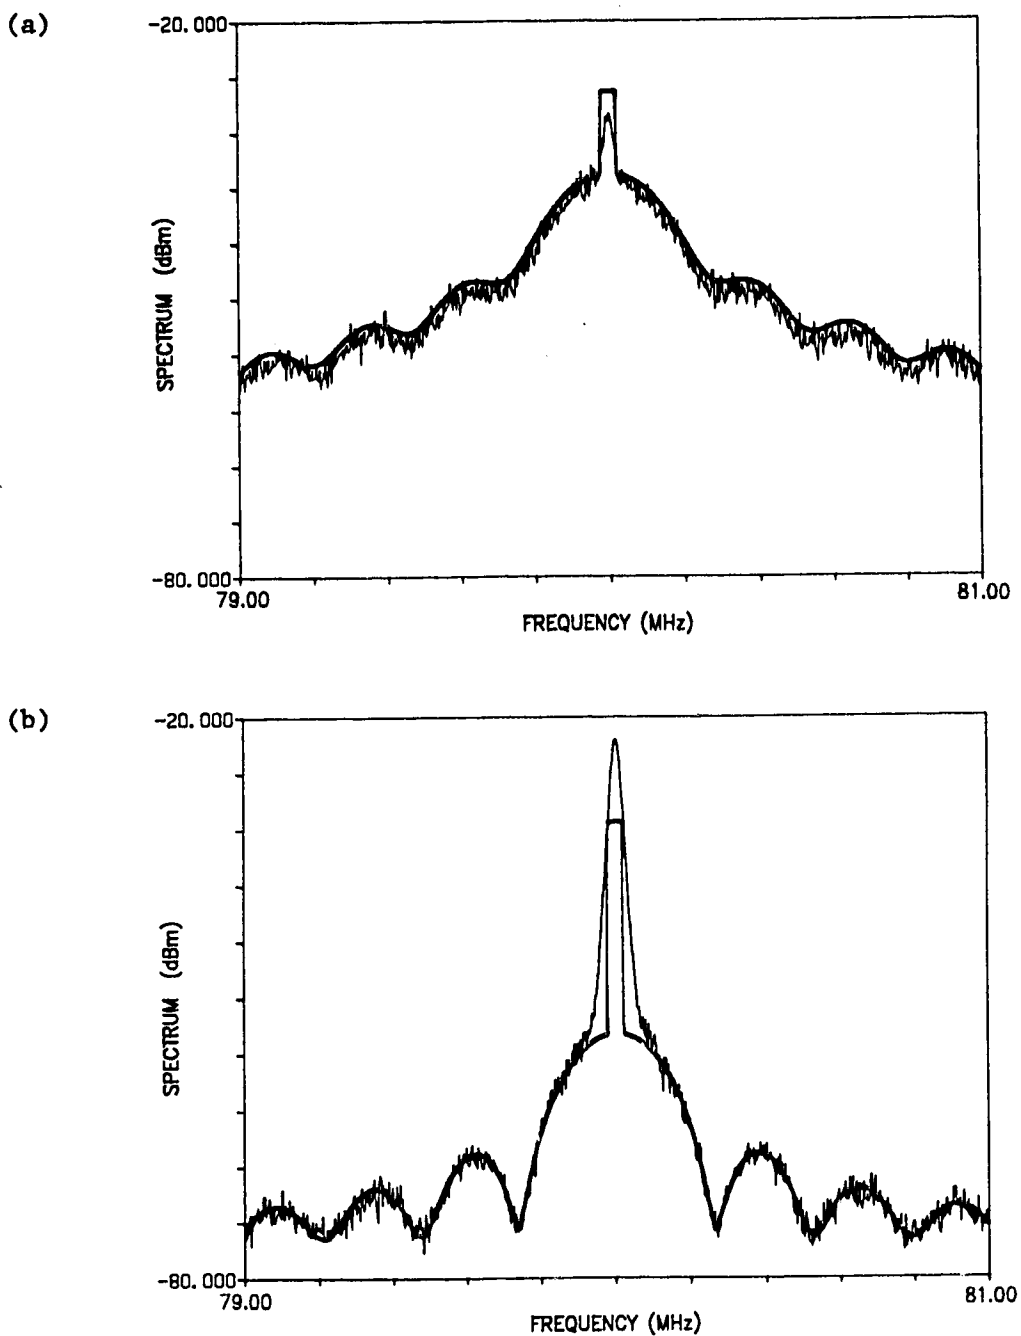 (a)
-20.000
SPECTRUM (dBm)
-80.000
79.00
81.00
FREQUENCY (MHz)
(b)
-20.000
SPECTRUM (dBm)
-80.000
79.00
81.00
FREQUENCY (MHz)